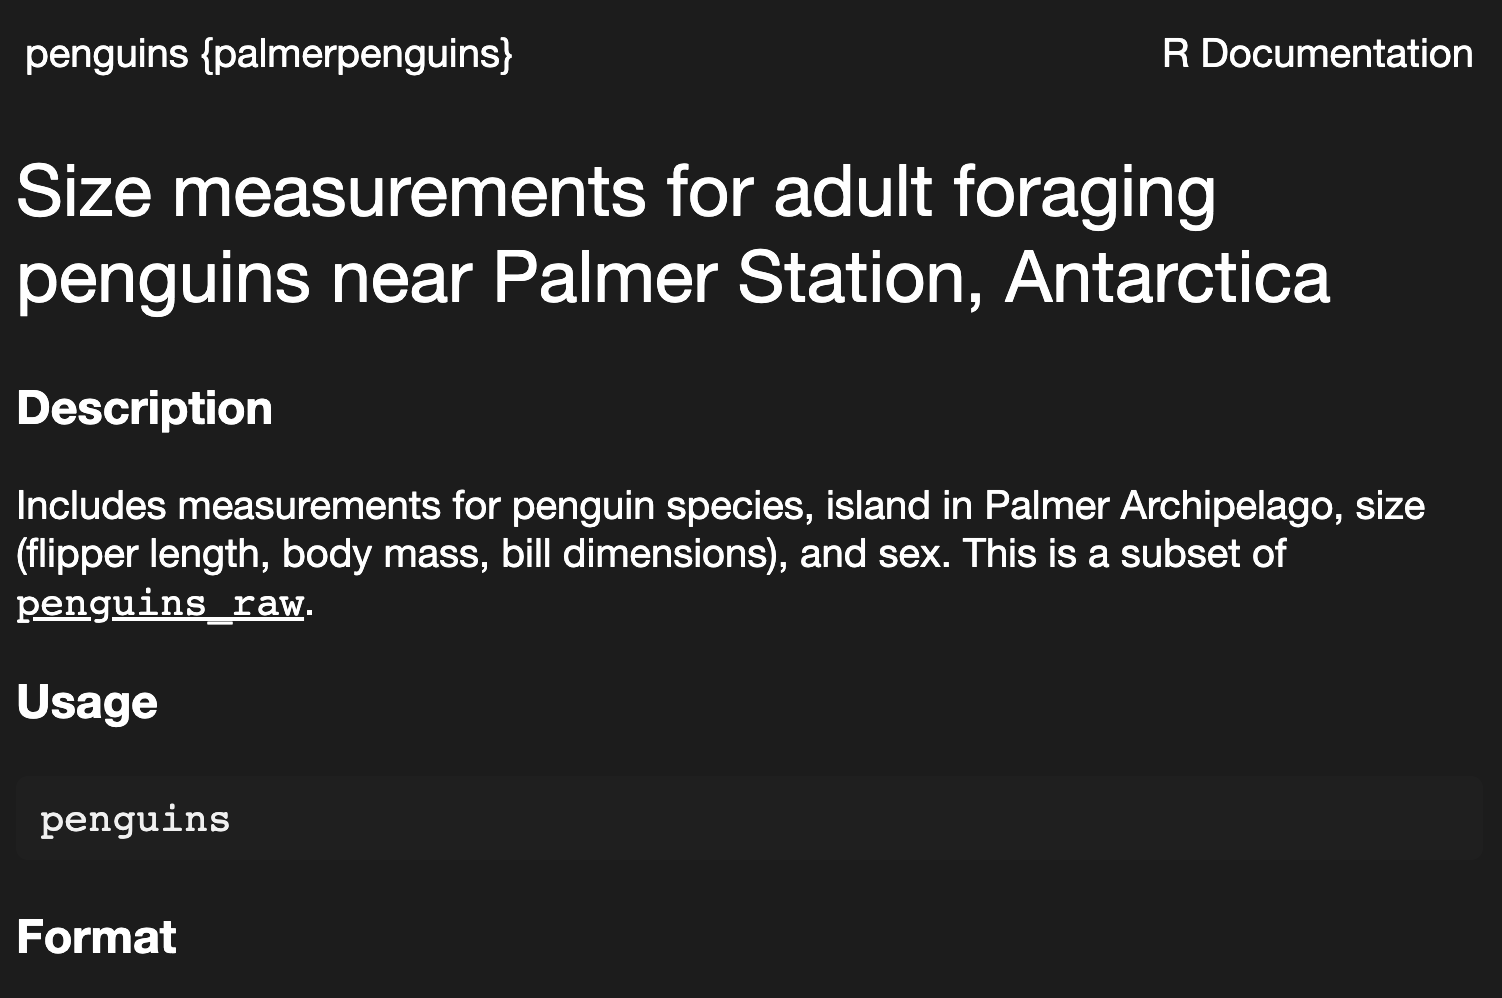 penguins {palmerpenguins}
R Documentation
Size measurements for adult foraging
penguins near Palmer Station, Antarctica
Description
Includes measurements for penguin species, island in Palmer Archipelago, size
(flipper length, body mass, bill dimensions), and sex. This is a subset of
penguins_raw.
Usage
penguins
Format